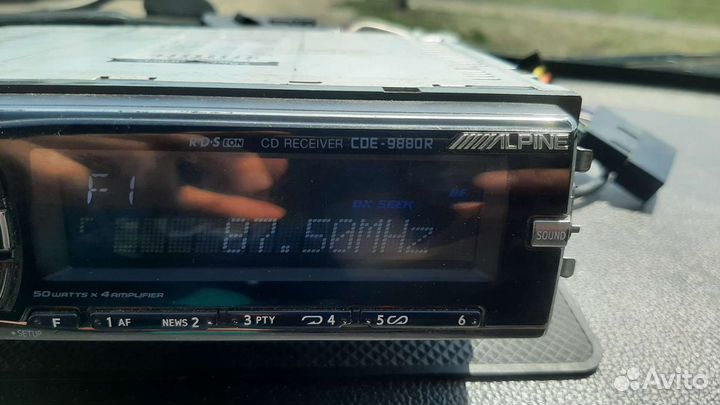 R·D·S EON CD RECEIVER CDE-9880R ALPINE
F1
DX SEEK
87.50MHz
SOUND
50 WATTS × 4 AMPLIFIER
F 1 AF NEWS 2 3 PTY 4 5 6
SETUP
Avito